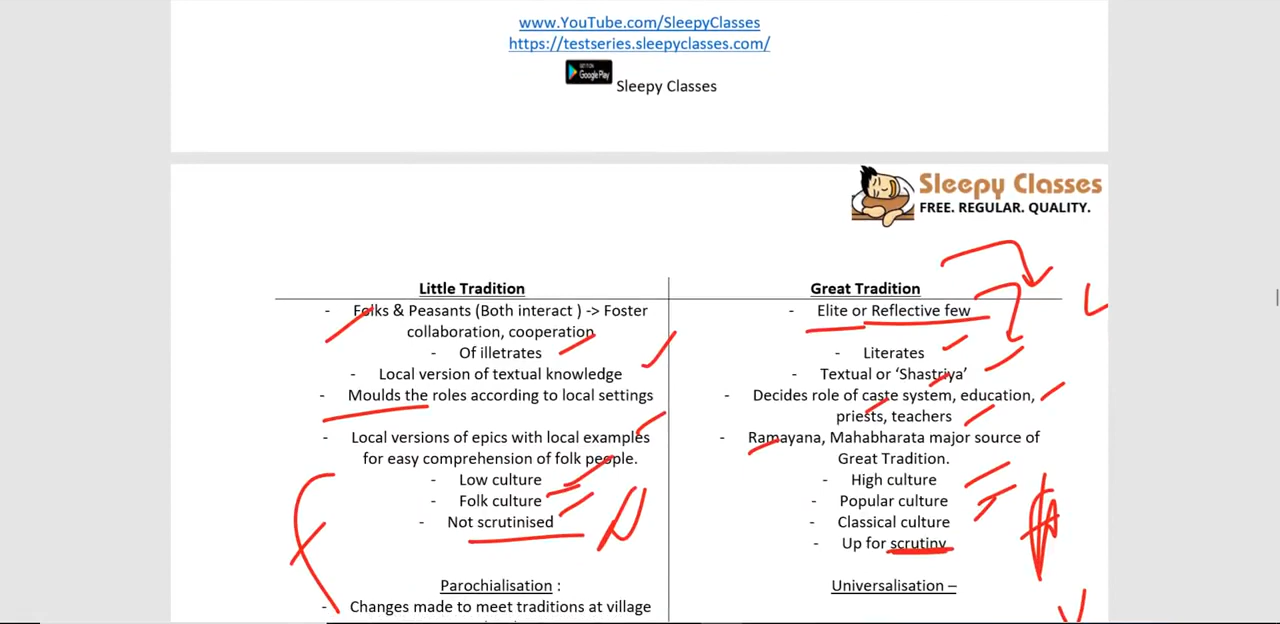 www.YouTube.com/SleepyClasses
https://testseries.sleepyclasses.com/
GET IT ON
Google Play
Sleepy Classes
Sleepy Classes
FREE. REGULAR. QUALITY.
Little Tradition
- Folks & Peasants (Both interact ) -> Foster
collaboration, cooperation
- Of illetrates
- Local version of textual knowledge
- Moulds the roles according to local settings
- Local versions of epics with local examples
for easy comprehension of folk people.
- Low culture
- Folk culture
- Not scrutinised
Parochialisation :
- Changes made to meet traditions at village
Great Tradition
- Elite or Reflective few
- Literates
- Textual or ‘Shastriya’
- Decides role of caste system, education,
priests, teachers
- Ramayana, Mahabharata major source of
Great Tradition.
- High culture
- Popular culture
- Classical culture
- Up for scrutiny
Universalisation –